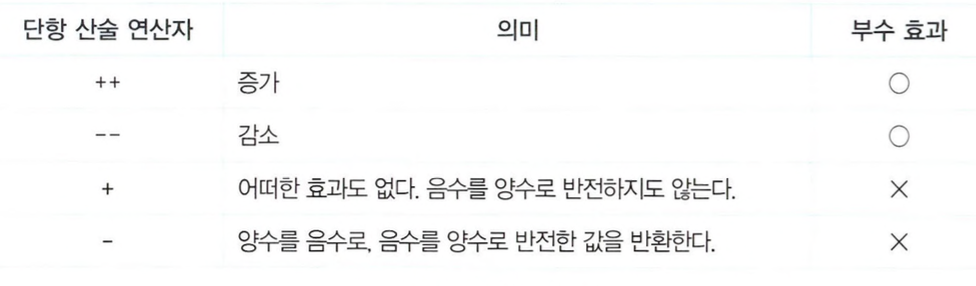 단항 산술 연산자 의미 부수 효과
++ 증가 ○
-- 감소 ○
+ 어떠한 효과도 없다. 음수를 양수로 반전하지도 않는다. ×
- 양수를 음수로, 음수를 양수로 반전한 값을 반환한다. ×